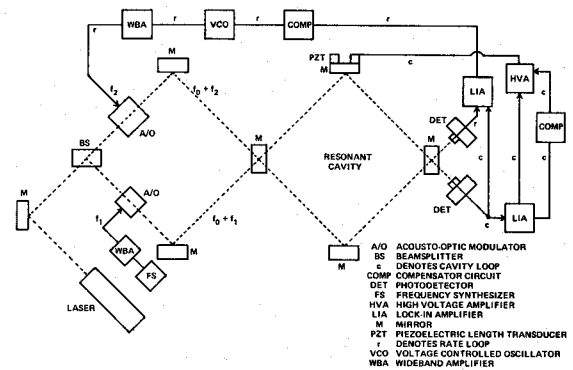 r
WBA
r
VCO
r
COMP
r
PZT
M
c
M
f2
f0 + f2
A/O
HVA
LIA
c
COMP
DET
r
M
M
BS
RESONANT
CAVITY
M
A/O
c
c
c
DET
f1
f0 + f1
c
LIA
WBA
FS
M
M
LASER
A/O ACOUSTO-OPTIC MODULATOR
BS BEAMSPLITTER
c DENOTES CAVITY LOOP
COMP COMPENSATOR CIRCUIT
DET PHOTODETECTOR
FS FREQUENCY SYNTHESIZER
HVA HIGH VOLTAGE AMPLIFIER
LIA LOCK-IN AMPLIFIER
M MIRROR
PZT PIEZOELECTRIC LENGTH TRANSDUCER
r DENOTES RATE LOOP
VCO VOLTAGE CONTROLLED OSCILLATOR
WBA WIDEBAND AMPLIFIER